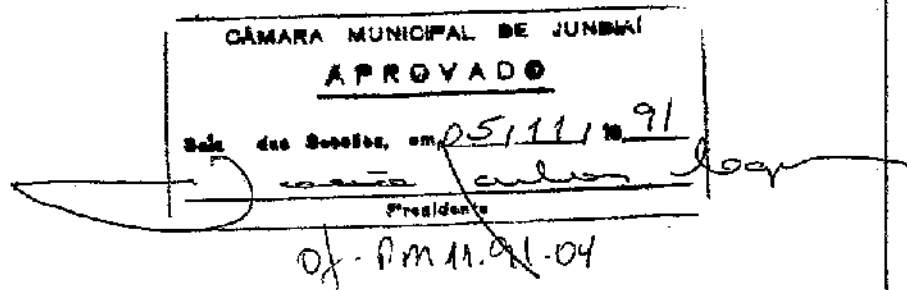 CÂMARA MUNICIPAL DE JUNDIAÍ
APROVADO
Sala das Sessões, em 05/11/1991
Presidente
Of. PM 11.91.04